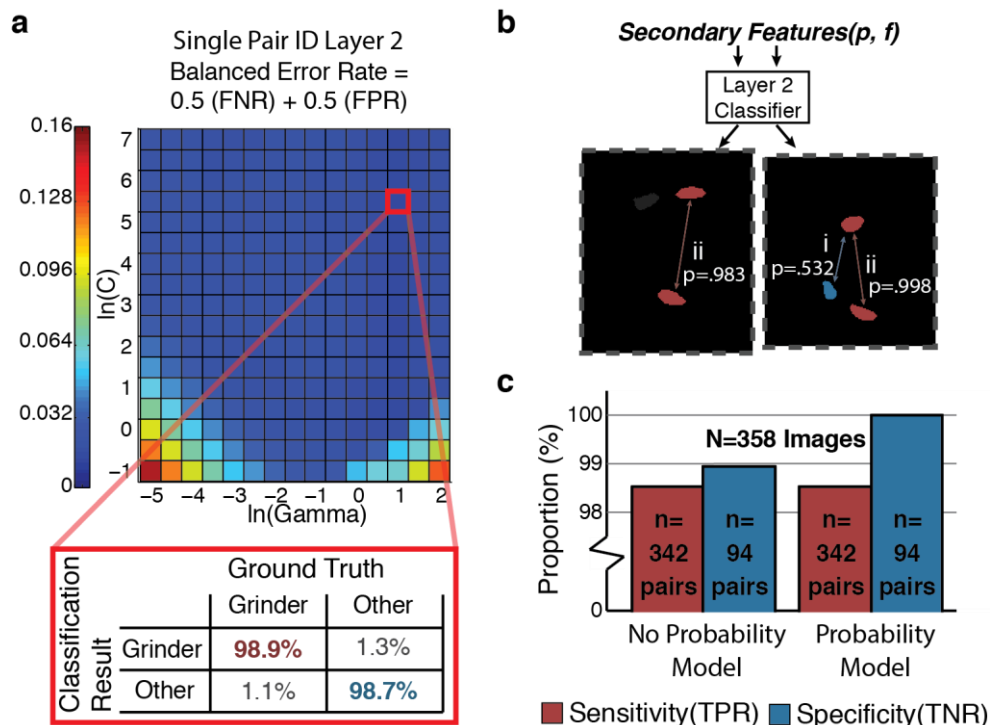 a
Single Pair ID Layer 2
Balanced Error Rate =
0.5 (FNR) + 0.5 (FPR)
0.16
0.128
0.096
0.064
0.032
0
ln(C)
7
6
5
4
3
2
1
0
−1
−5 −4 −3 −2 −1 0 1 2
ln(Gamma)
Ground Truth
Classification
Result
Grinder Other
Grinder 98.9% 1.3%
Other 1.1% 98.7%
b
Secondary Features(p, f)
Layer 2
Classifier
ii
p=.983
i
p=.532
ii
p=.998
c
Proportion (%)
100
99
98
0
N=358 Images
n=
342
pairs
n=
94
pairs
n=
342
pairs
n=
94
pairs
No Probability
Model
Probability
Model
Sensitivity(TPR) Specificity(TNR)